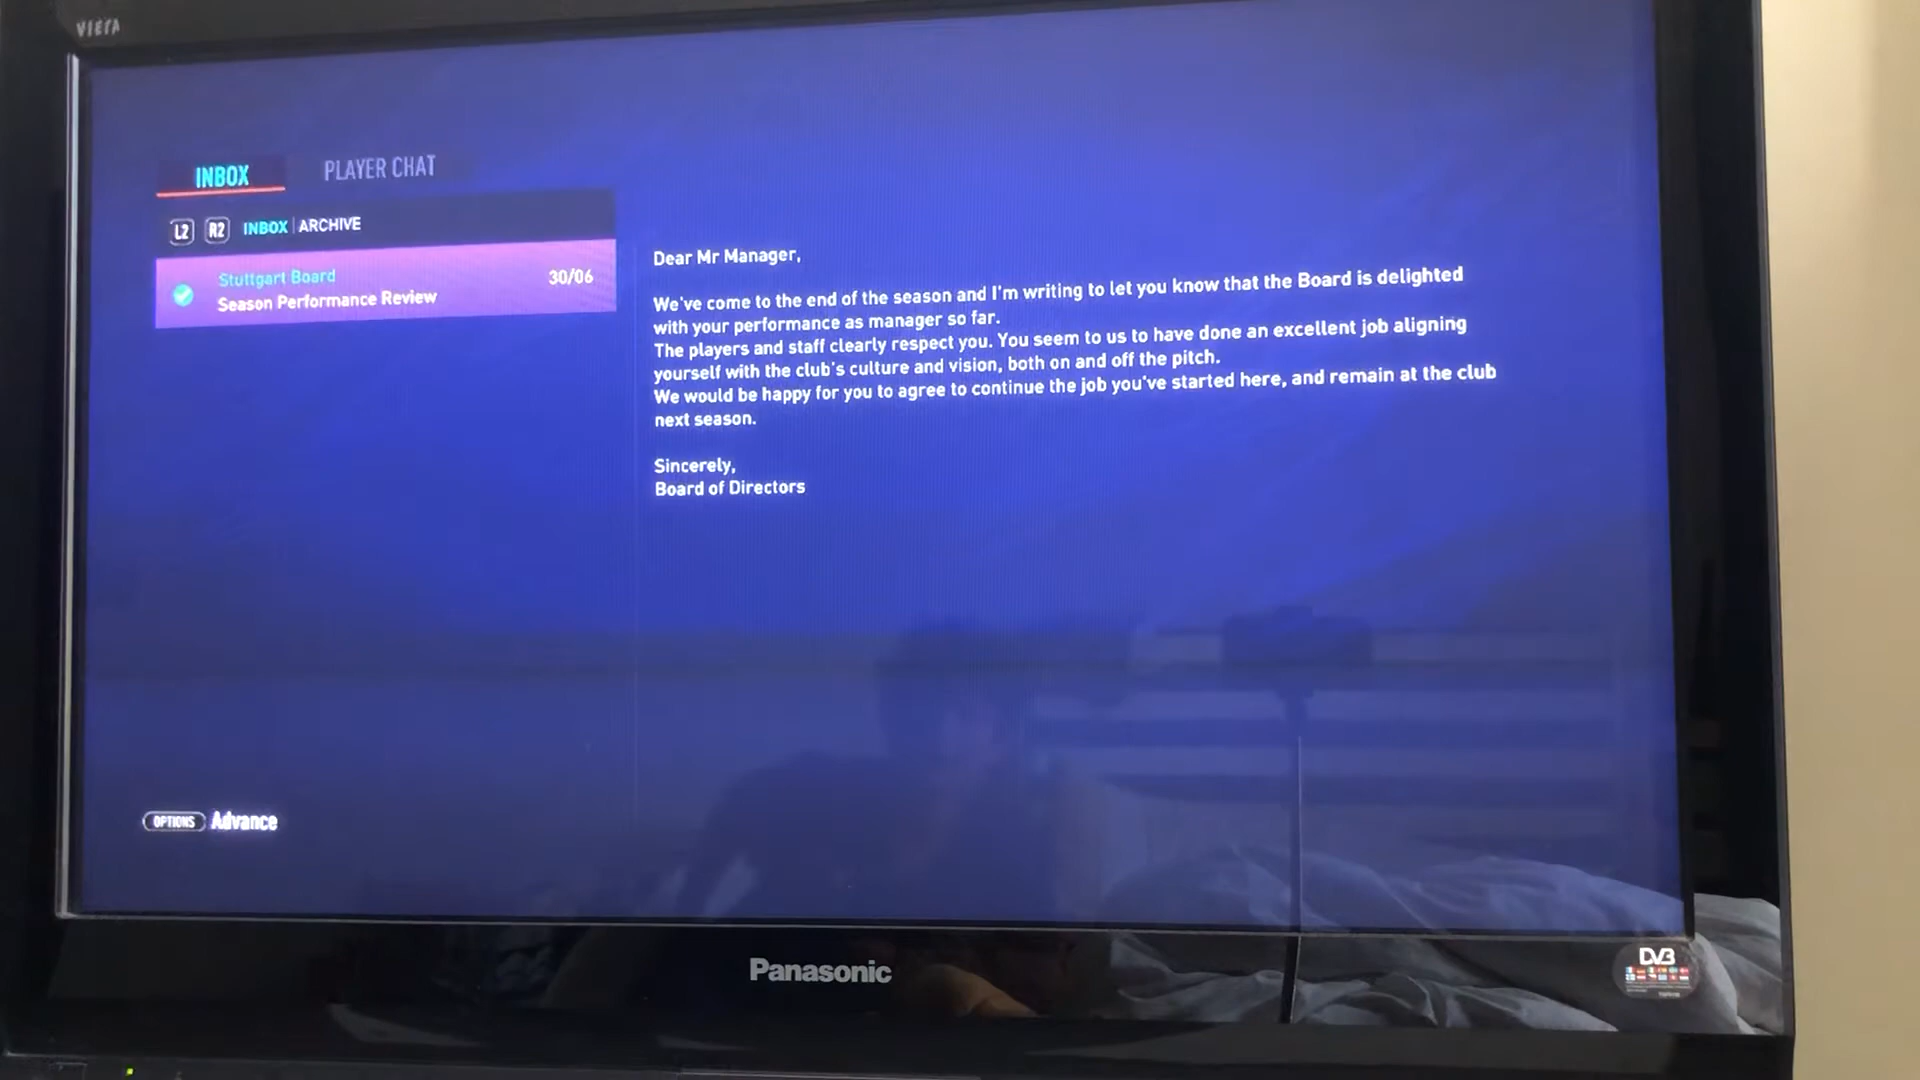 VIERA
INBOX PLAYER CHAT
L2 R2 INBOX | ARCHIVE
Stuttgart Board 30/06
Season Performance Review
Dear Mr Manager,
We've come to the end of the season and I'm writing to let you know that the Board is delighted
with your performance as manager so far.
The players and staff clearly respect you. You seem to us to have done an excellent job aligning
yourself with the club's culture and vision, both on and off the pitch.
We would be happy for you to agree to continue the job you've started here, and remain at the club
next season.
Sincerely,
Board of Directors
OPTIONS Advance
Panasonic
DVB